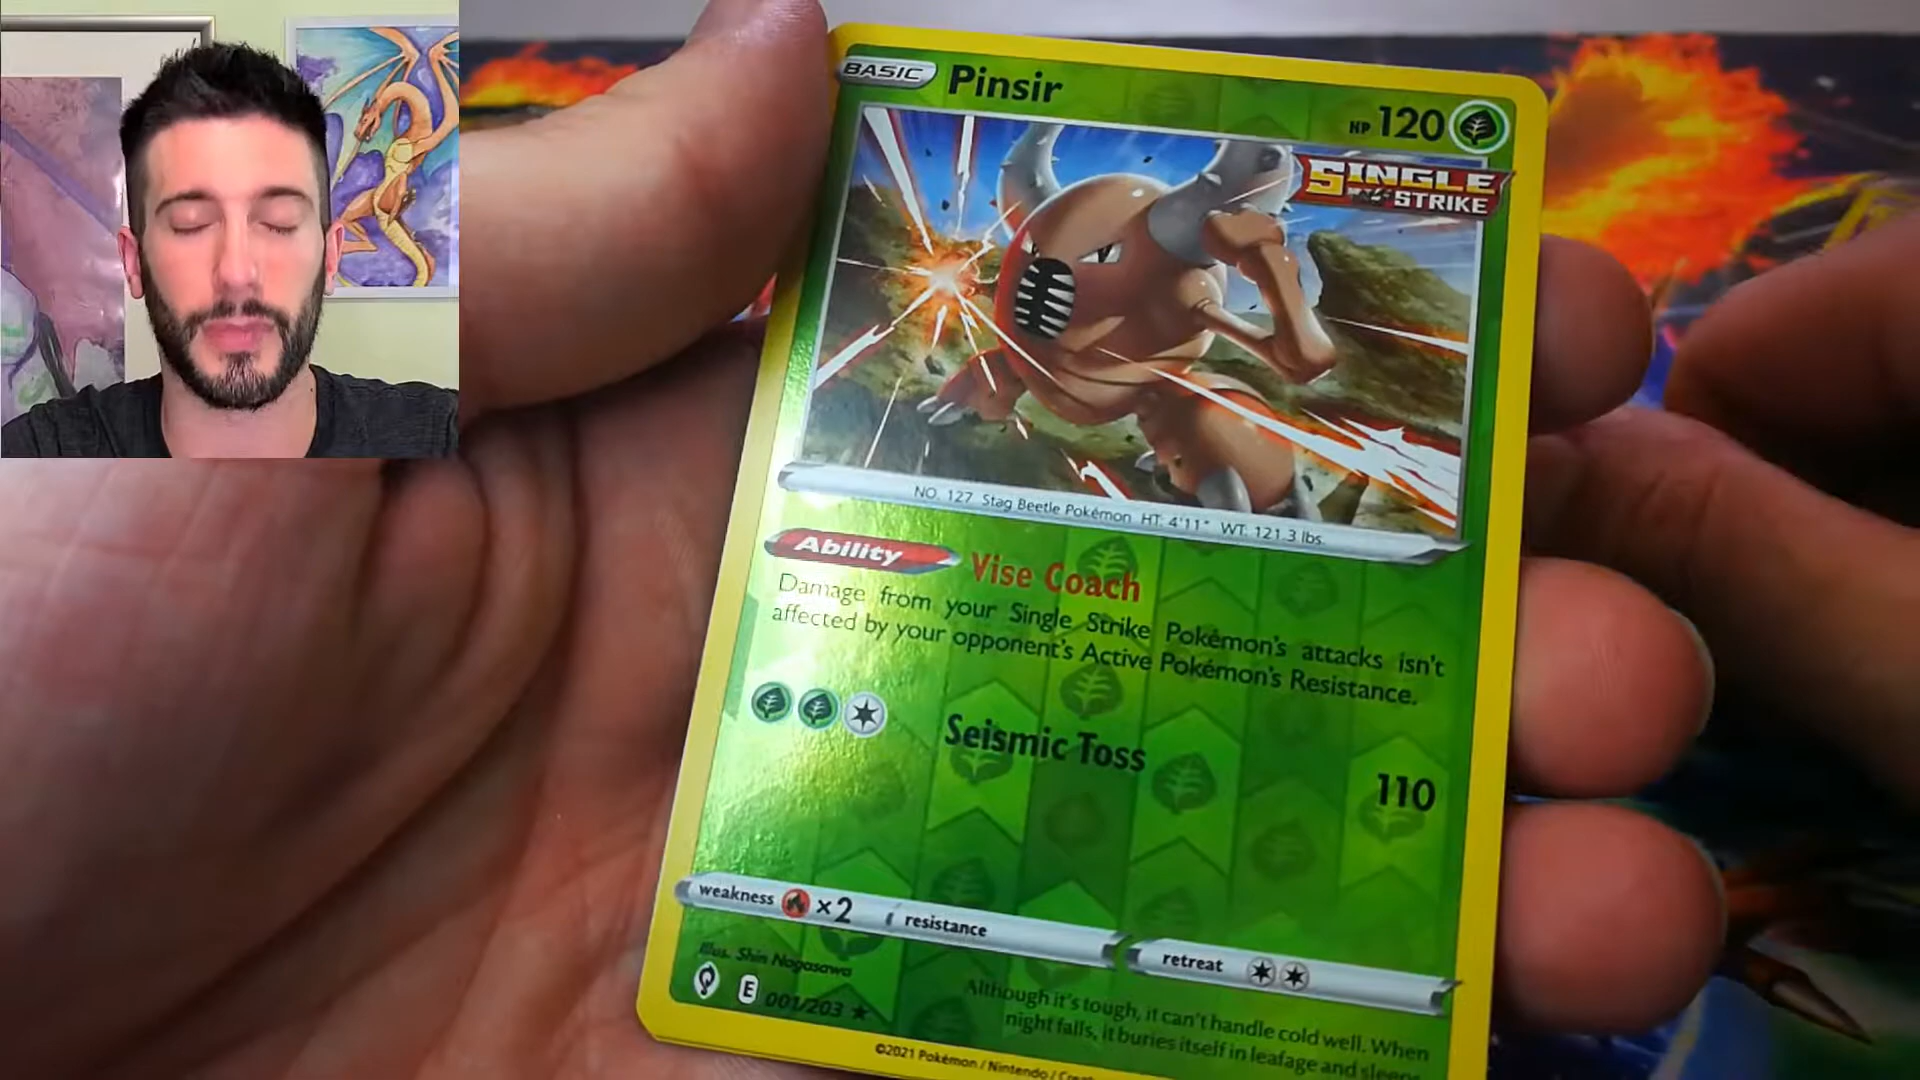 BASIC Pinsir HP 120
SINGLE
STRIKE
NO. 127 Stag Beetle Pokémon HT: 4'11" WT: 121.3 lbs.
Ability Vise Coach
Damage from your Single Strike Pokémon's attacks isn't
affected by your opponent's Active Pokémon's Resistance.
Seismic Toss 110
weakness ×2 resistance
retreat
Illus. Shin Nagasawa
E 001/203
Although it's tough, it can't handle cold well. When
night falls, it buries itself in leafage and sleeps.
©2021 Pokémon / Nintendo /